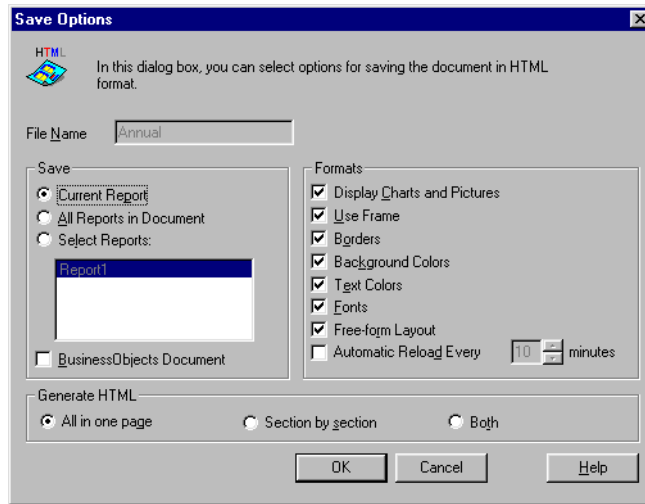 Save Options
HTML
In this dialog box, you can select options for saving the document in HTML
format.
File Name
Annual
Save
Current Report
All Reports in Document
Select Reports:
Report1
BusinessObjects Document
Formats
Display Charts and Pictures
Use Frame
Borders
Background Colors
Text Colors
Fonts
Free-form Layout
Automatic Reload Every 10 minutes
Generate HTML
All in one page Section by section Both
OK Cancel Help